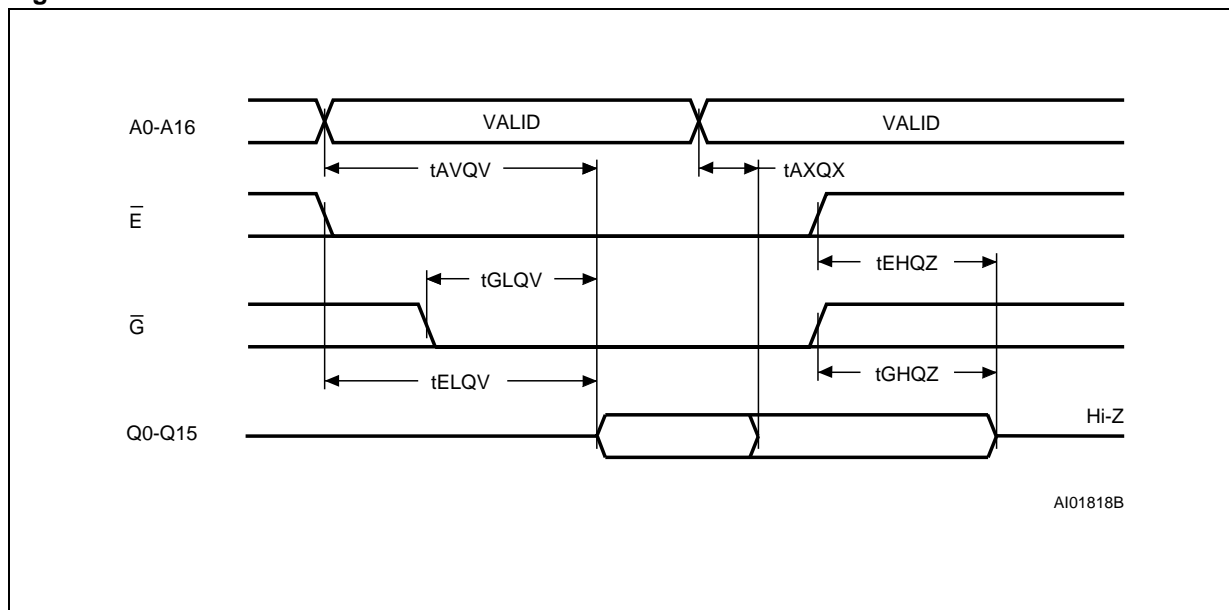 A0-A16
VALID
VALID
tAVQV
tAXQX
E̅
tEHQZ
tGLQV
G̅
tELQV
tGHQZ
Q0-Q15
Hi-Z
AI01818B